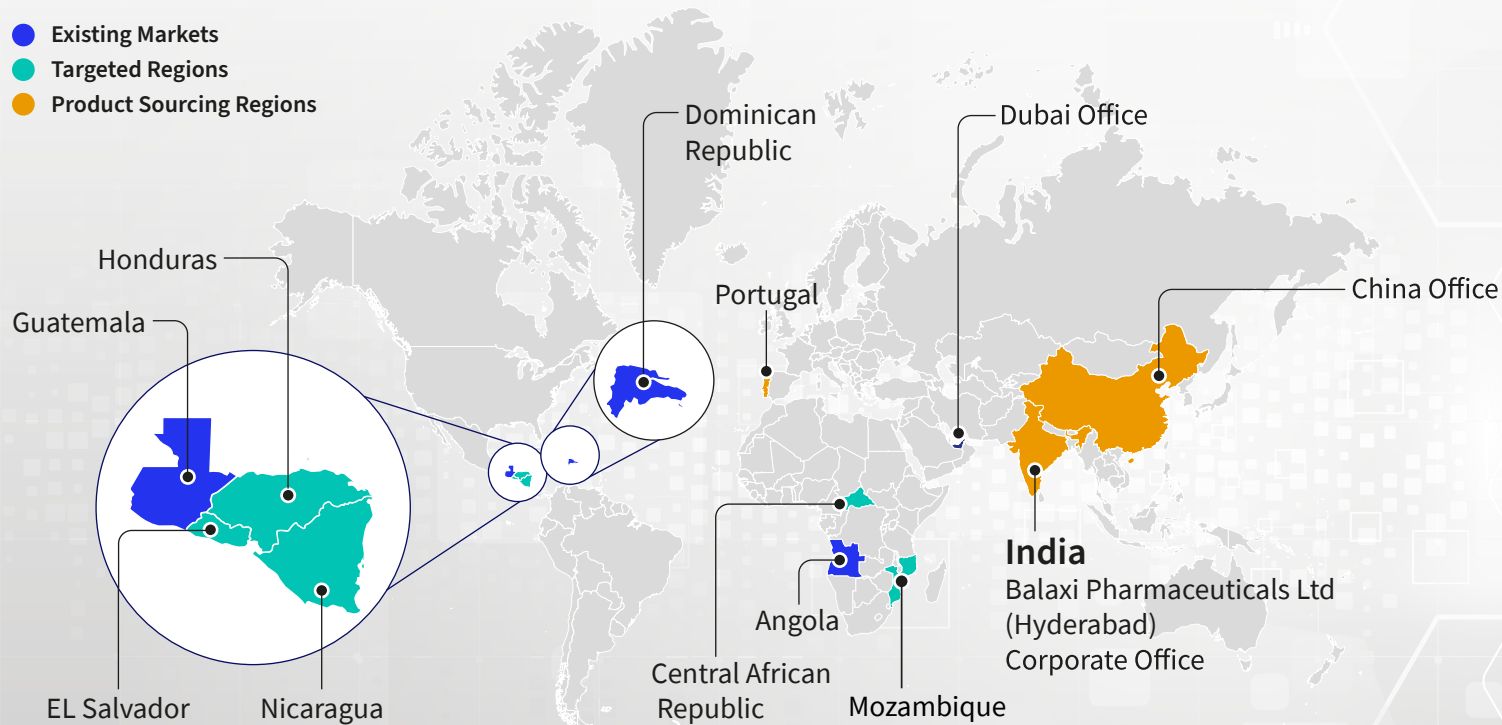 Existing Markets
Targeted Regions
Product Sourcing Regions
Dominican
Republic
Dubai Office
Honduras
Portugal
China Office
Guatemala
India
Balaxi Pharmaceuticals Ltd
(Hyderabad)
Corporate Office
Angola
Central African
Republic
Mozambique
EL Salvador
Nicaragua